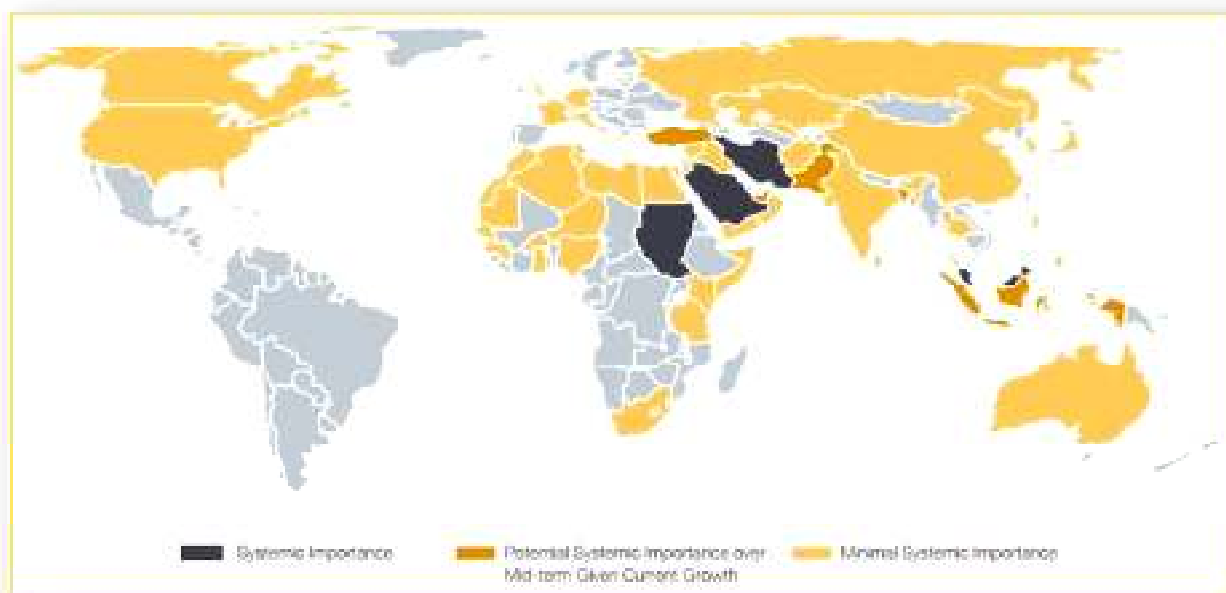 Systemic Importance
Potential Systemic Importance over
Mid-term Given Current Growth
Minimal Systemic Importance